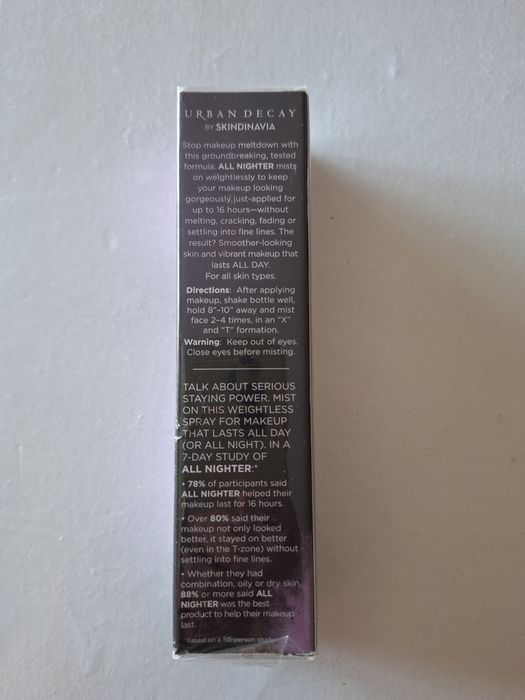 URBAN DECAY
BY SKINDINAVIA
Stop makeup meltdown with
this groundbreaking, tested
formula. ALL NIGHTER mists
on weightlessly to keep
your makeup looking
gorgeously just-applied for
up to 16 hours—without
melting, cracking, fading or
settling into fine lines. The
result? Smoother-looking
skin and vibrant makeup that
lasts ALL DAY.
For all skin types.
Directions: After applying
makeup, shake bottle well,
hold 8"-10" away and mist
face 2-4 times, in an "X"
and "T" formation.
Warning: Keep out of eyes.
Close eyes before misting.
TALK ABOUT SERIOUS
STAYING POWER. MIST
ON THIS WEIGHTLESS
SPRAY FOR MAKEUP
THAT LASTS ALL DAY
(OR ALL NIGHT). IN A
7-DAY STUDY OF
ALL NIGHTER:*
• 78% of participants said
ALL NIGHTER helped their
makeup last for 16 hours.
• Over 80% said their
makeup not only looked
better, it stayed on better
(even in the T-zone) without
settling into fine lines.
• Whether they had
combination, oily or dry skin,
88% or more said ALL
NIGHTER was the best
product to help their makeup
last.
*Based on a 50-person study